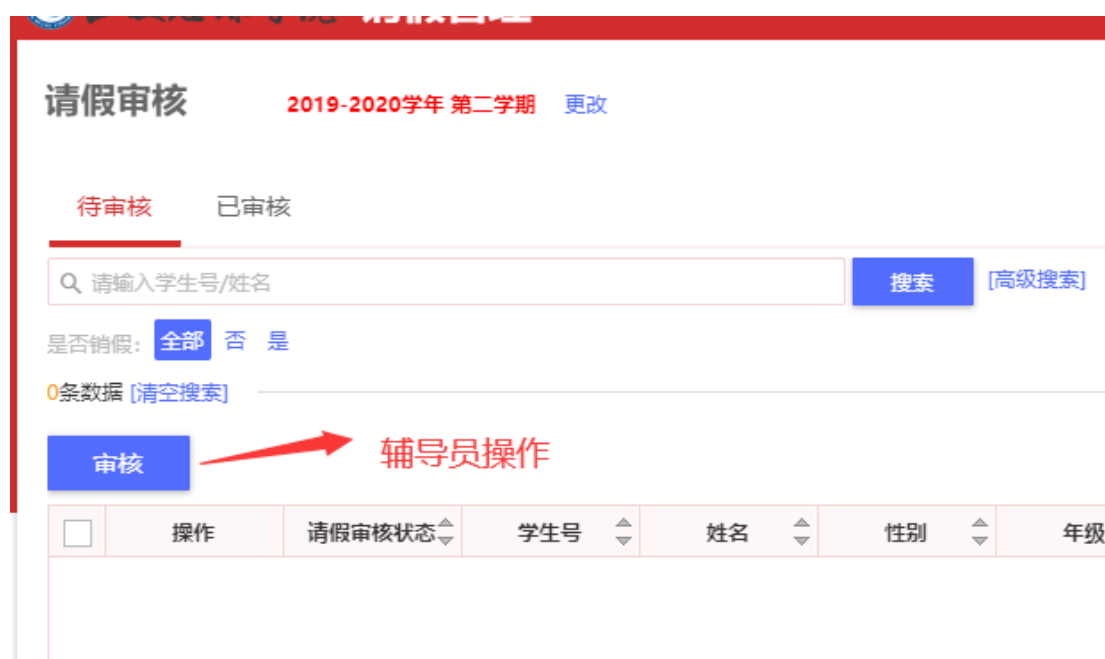 请假管理
请假审核 2019-2020学年 第二学期 更改
待审核 已审核
请输入学生号/姓名 搜索 [高级搜索]
是否销假: 全部 否 是
0条数据 [清空搜索]
审核 辅导员操作
操作 请假审核状态 学生号 姓名 性别 年级